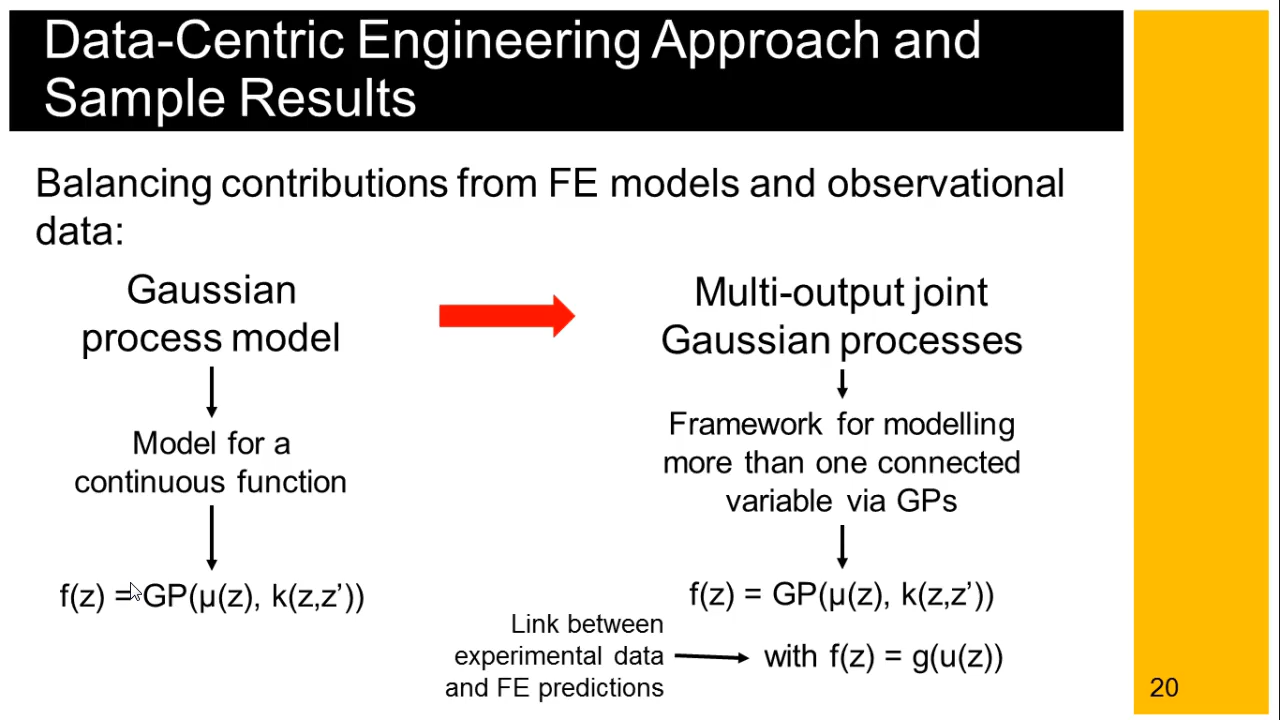 Data-Centric Engineering Approach and
Sample Results
Balancing contributions from FE models and observational
data:
Gaussian
process model
Model for a
continuous function
f(z) = GP(μ(z), k(z,z’))
Multi-output joint
Gaussian processes
Framework for modelling
more than one connected
variable via GPs
f(z) = GP(μ(z), k(z,z’))
Link between
experimental data
and FE predictions
with f(z) = g(u(z))
20